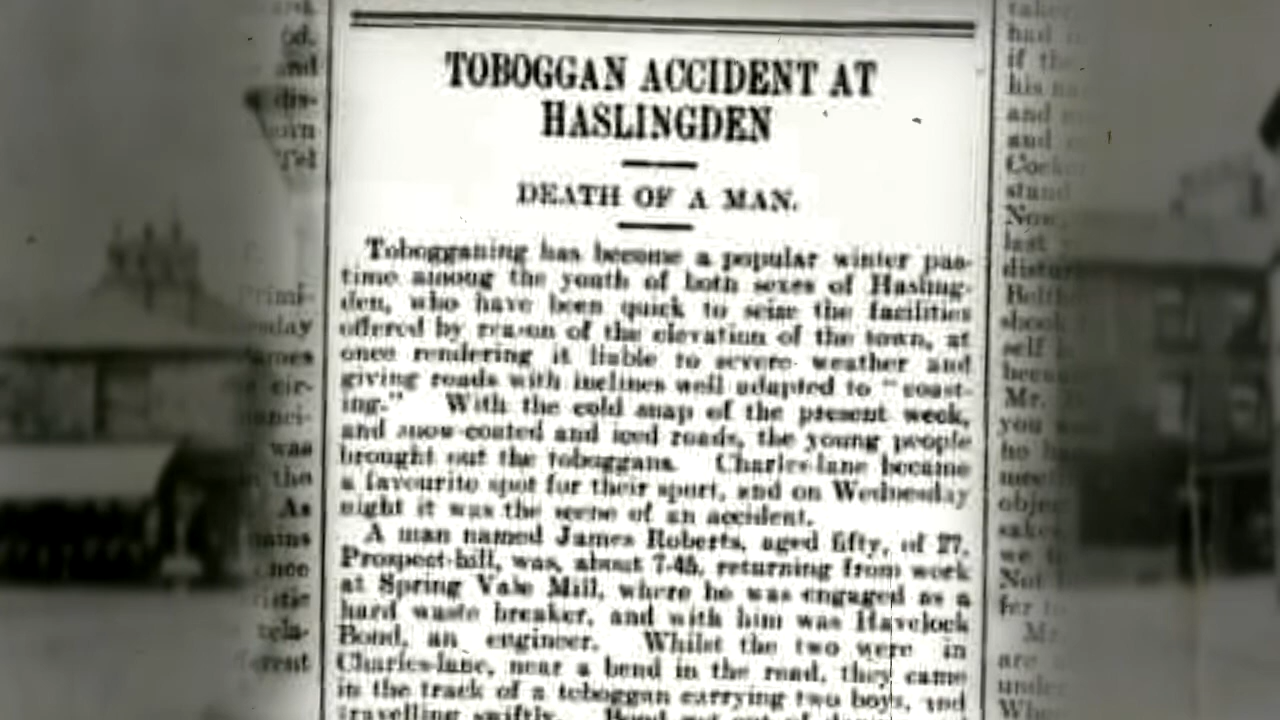 TOBOGGAN ACCIDENT AT
HASLINGDEN
DEATH OF A MAN.
Tobogganing has become a popular winter pas-
time among the youth of both sexes of Hasling-
den, who have been quick to seize the facilities
offered by reason of the elevation of the town, at
once rendering it liable to severe weather and
giving roads with inclines well adapted to "coast-
ing." With the cold snap of the present week,
and snow-coated and iced roads, the young people
brought out the toboggans. Charles-lane became
a favourite spot for their sport, and on Wednesday
night it was the scene of an accident.
A man named James Roberts, aged fifty, of 27,
Prospect-hill, was, about 7-45, returning from work
at Spring Vale Mill, where he was engaged as a
hard waste breaker, and with him was Havelock
Bond, an engineer. Whilst the two were in
Charles-lane, near a bend in the road, they came
in the track of a toboggan carrying two boys, and
travelling swiftly. Bond got out of